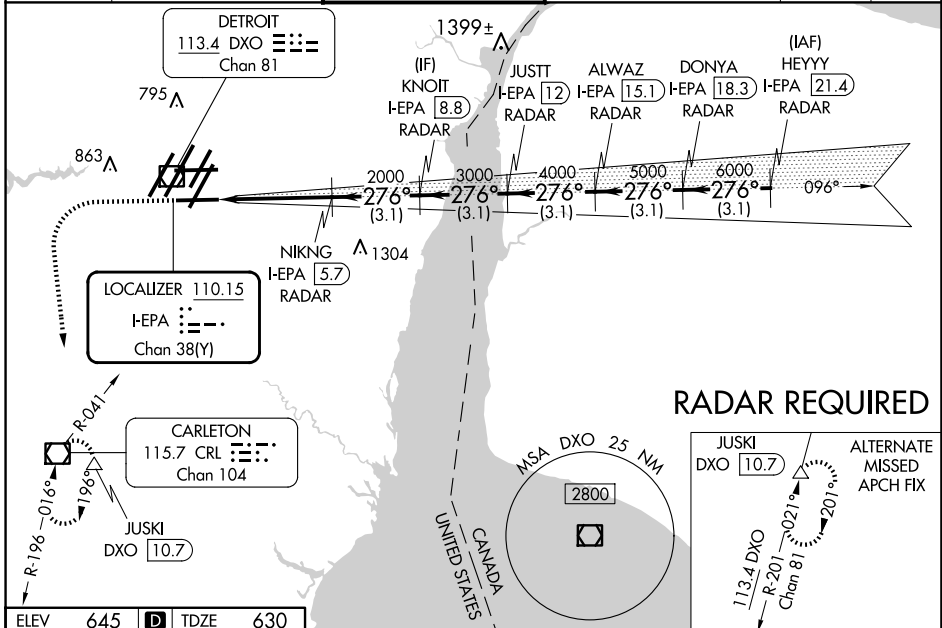 DETROIT
113.4 DXO
Chan 81
1399±
795
863
(IF)
KNOIT
I-EPA 8.8
RADAR
JUSTT
I-EPA 12
RADAR
ALWAZ
I-EPA 15.1
RADAR
DONYA
I-EPA 18.3
RADAR
(IAF)
HEYYY
I-EPA 21.4
RADAR
2000
3000
4000
5000
6000
276°
276°
276°
276°
276°
096°
(3.1)
(3.1)
(3.1)
(3.1)
(3.1)
NIKNG
I-EPA 5.7
RADAR
1304
LOCALIZER 110.15
I-EPA
Chan 38(Y)
R-041
CARLETON
115.7 CRL
Chan 104
016°
196°
R-196
JUSKI
DXO 10.7
CANADA
UNITED STATES
MSA DXO 25 NM
2800
RADAR REQUIRED
JUSKI
DXO 10.7
ALTERNATE
MISSED
APCH FIX
021°
201°
113.4 DXO
R-201
Chan 81
ELEV 645 D TDZE 630